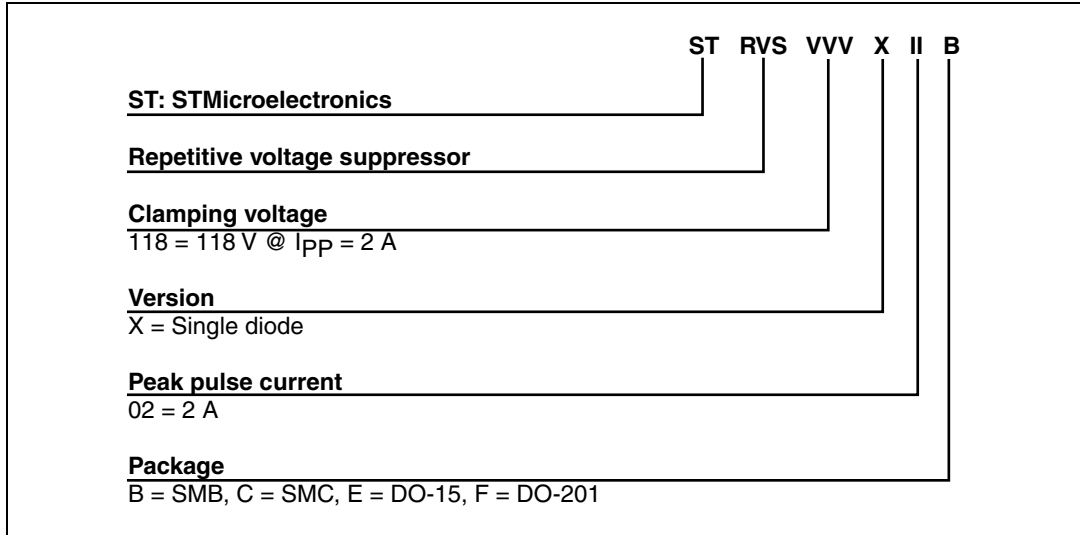 ST RVS VVV X II B
ST: STMicroelectronics
Repetitive voltage suppressor
Clamping voltage
118 = 118 V @ IPP = 2 A
Version
X = Single diode
Peak pulse current
02 = 2 A
Package
B = SMB, C = SMC, E = DO-15, F = DO-201